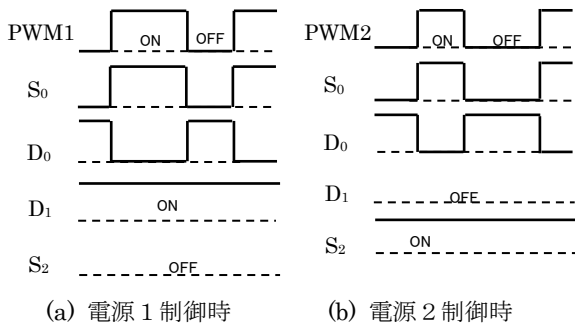 PWM1 ON OFF
S₀
D₀
D₁ ON
S₂ OFF
(a) 電源1制御時
PWM2 ON OFF
S₀
D₀
D₁ OFF
S₂ ON
(b) 電源2制御時